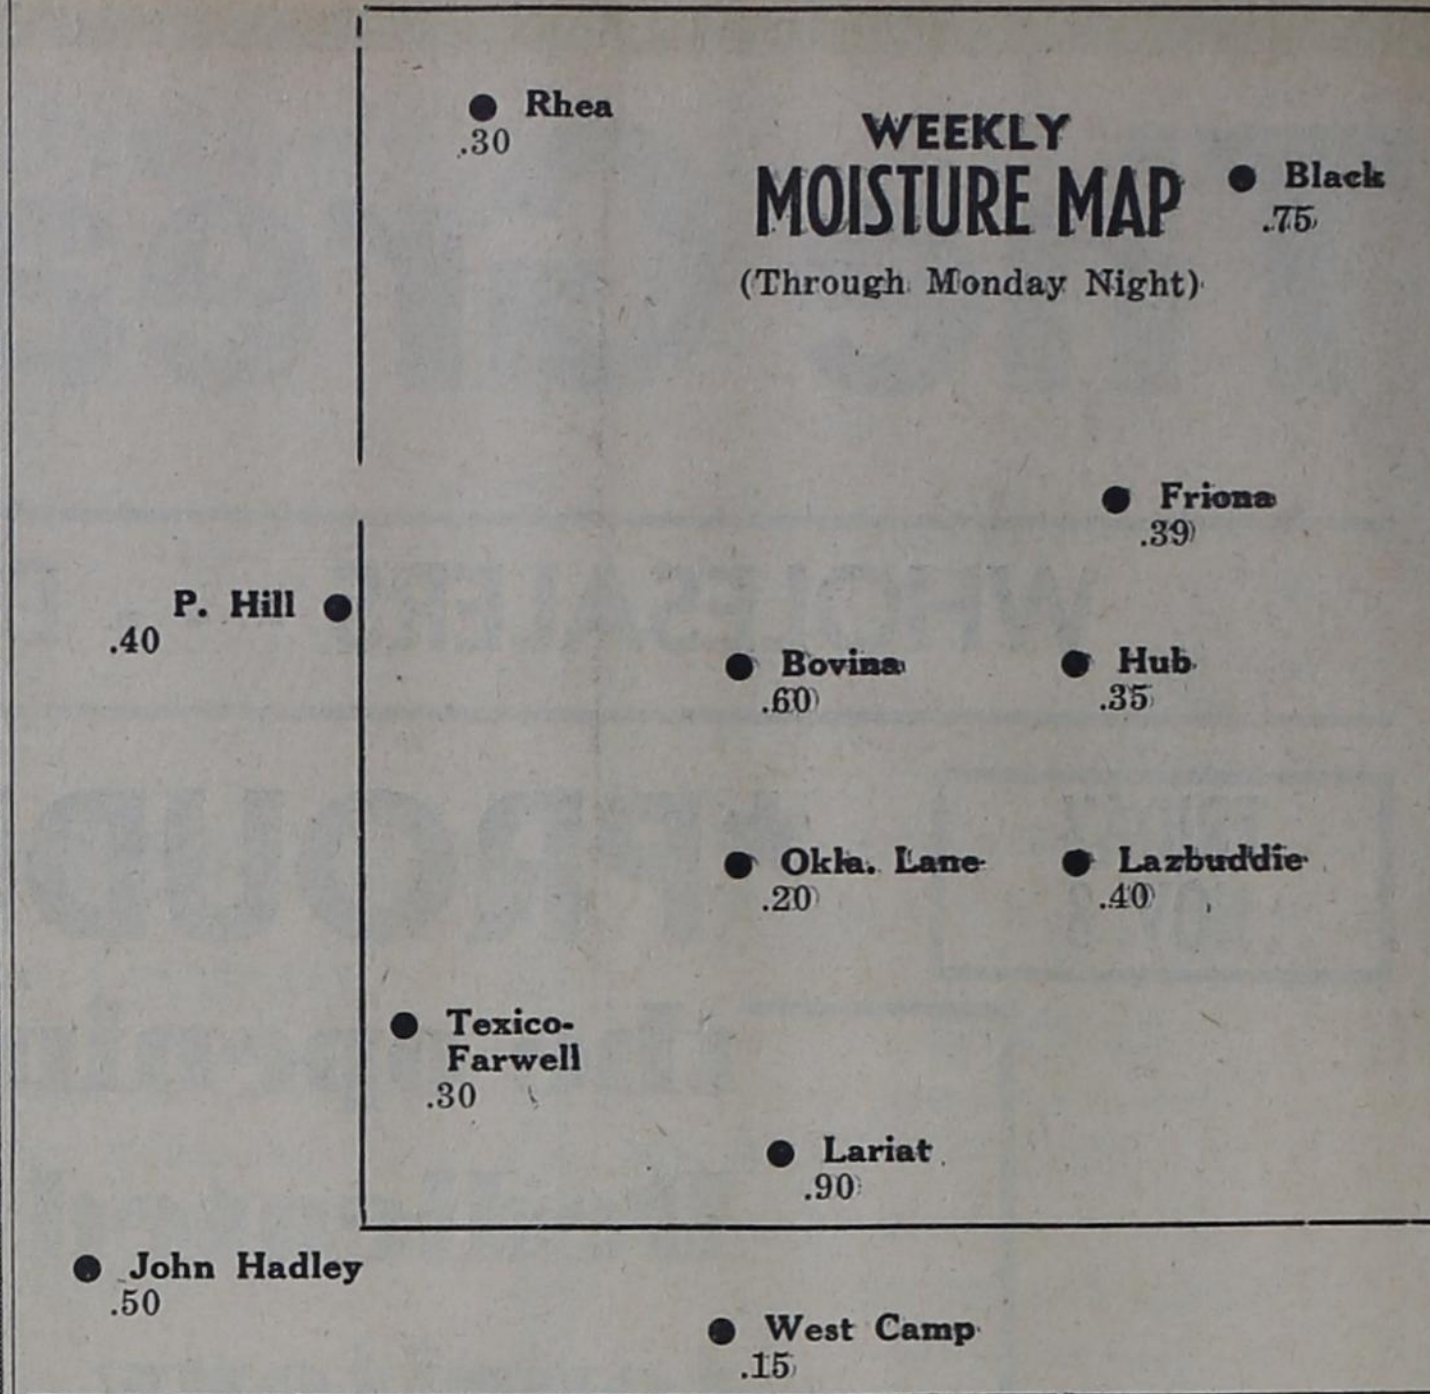 Rhea
.30
WEEKLY
MOISTURE MAP
(Through Monday Night)
Black
.75
Friona
.39
P. Hill
.40
Bovina
.60
Hub
.35
Okla. Lane
.20
Lazbuddie
.40
Texico-
Farwell
.30
Lariat
.90
John Hadley
.50
West Camp
.15